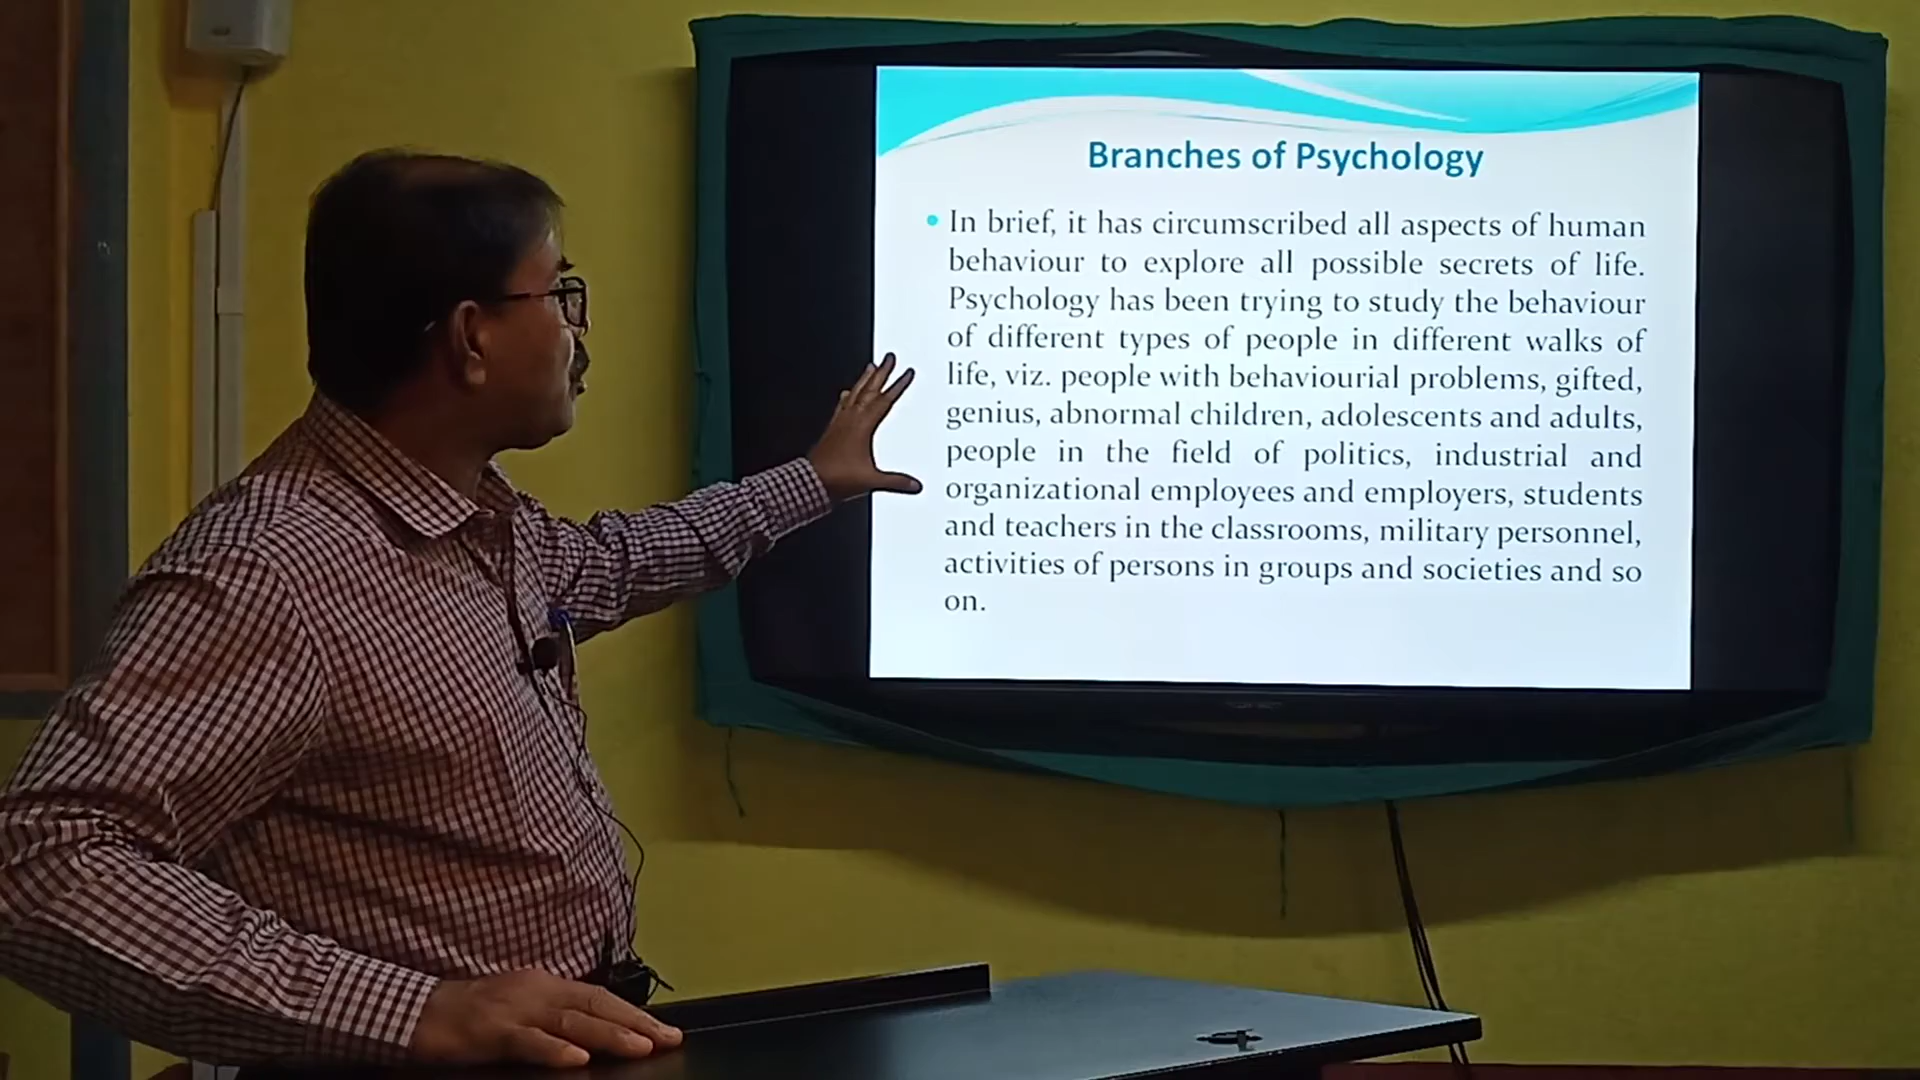 Branches of Psychology
• In brief, it has circumscribed all aspects of human
behaviour to explore all possible secrets of life.
Psychology has been trying to study the behaviour
of different types of people in different walks of
life, viz. people with behaviourial problems, gifted,
genius, abnormal children, adolescents and adults,
people in the field of politics, industrial and
organizational employees and employers, students
and teachers in the classrooms, military personnel,
activities of persons in groups and societies and so
on.